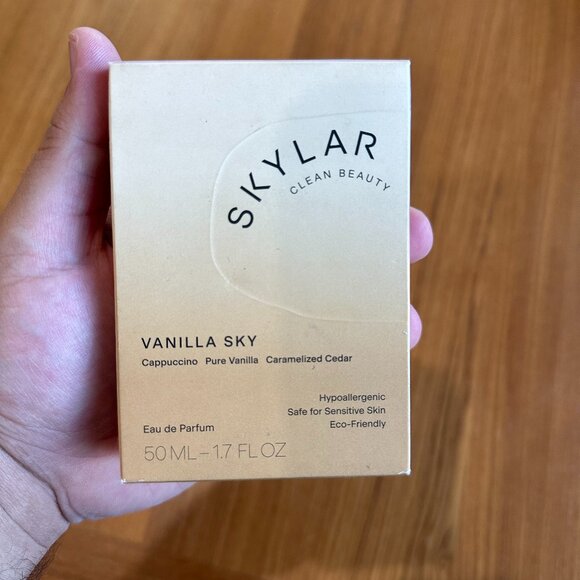 SKYLAR
CLEAN BEAUTY
VANILLA SKY
Cappuccino Pure Vanilla Caramelized Cedar
Hypoallergenic
Safe for Sensitive Skin
Eco-Friendly
Eau de Parfum
50 ML – 1.7 FL OZ